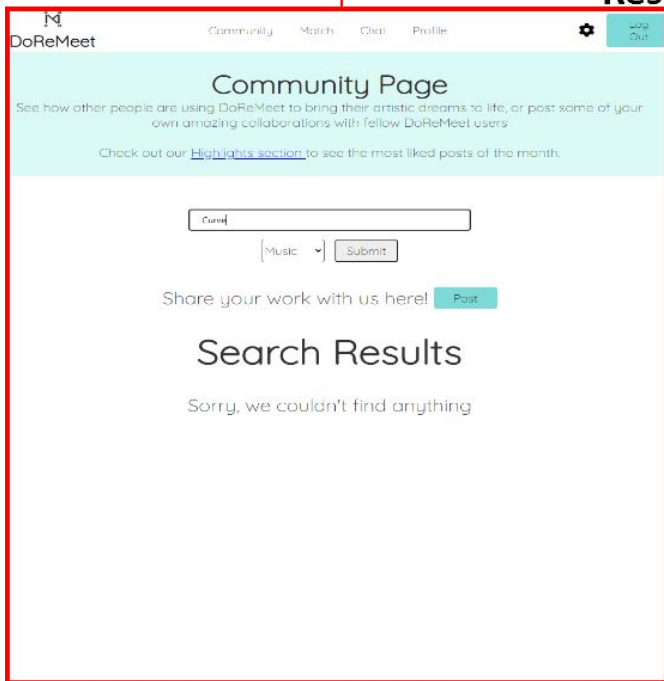 Res
DoReMeet
Community Match Chat Profile
Log
Out
Community Page
See how other people are using DoReMeet to bring their artistic dreams to life, or post some of your
own amazing collaborations with fellow DoReMeet users
Check out our Highlights section to see the most liked posts of the month.
Curve
Music Submit
Share your work with us here! Post
Search Results
Sorry, we couldn't find anything